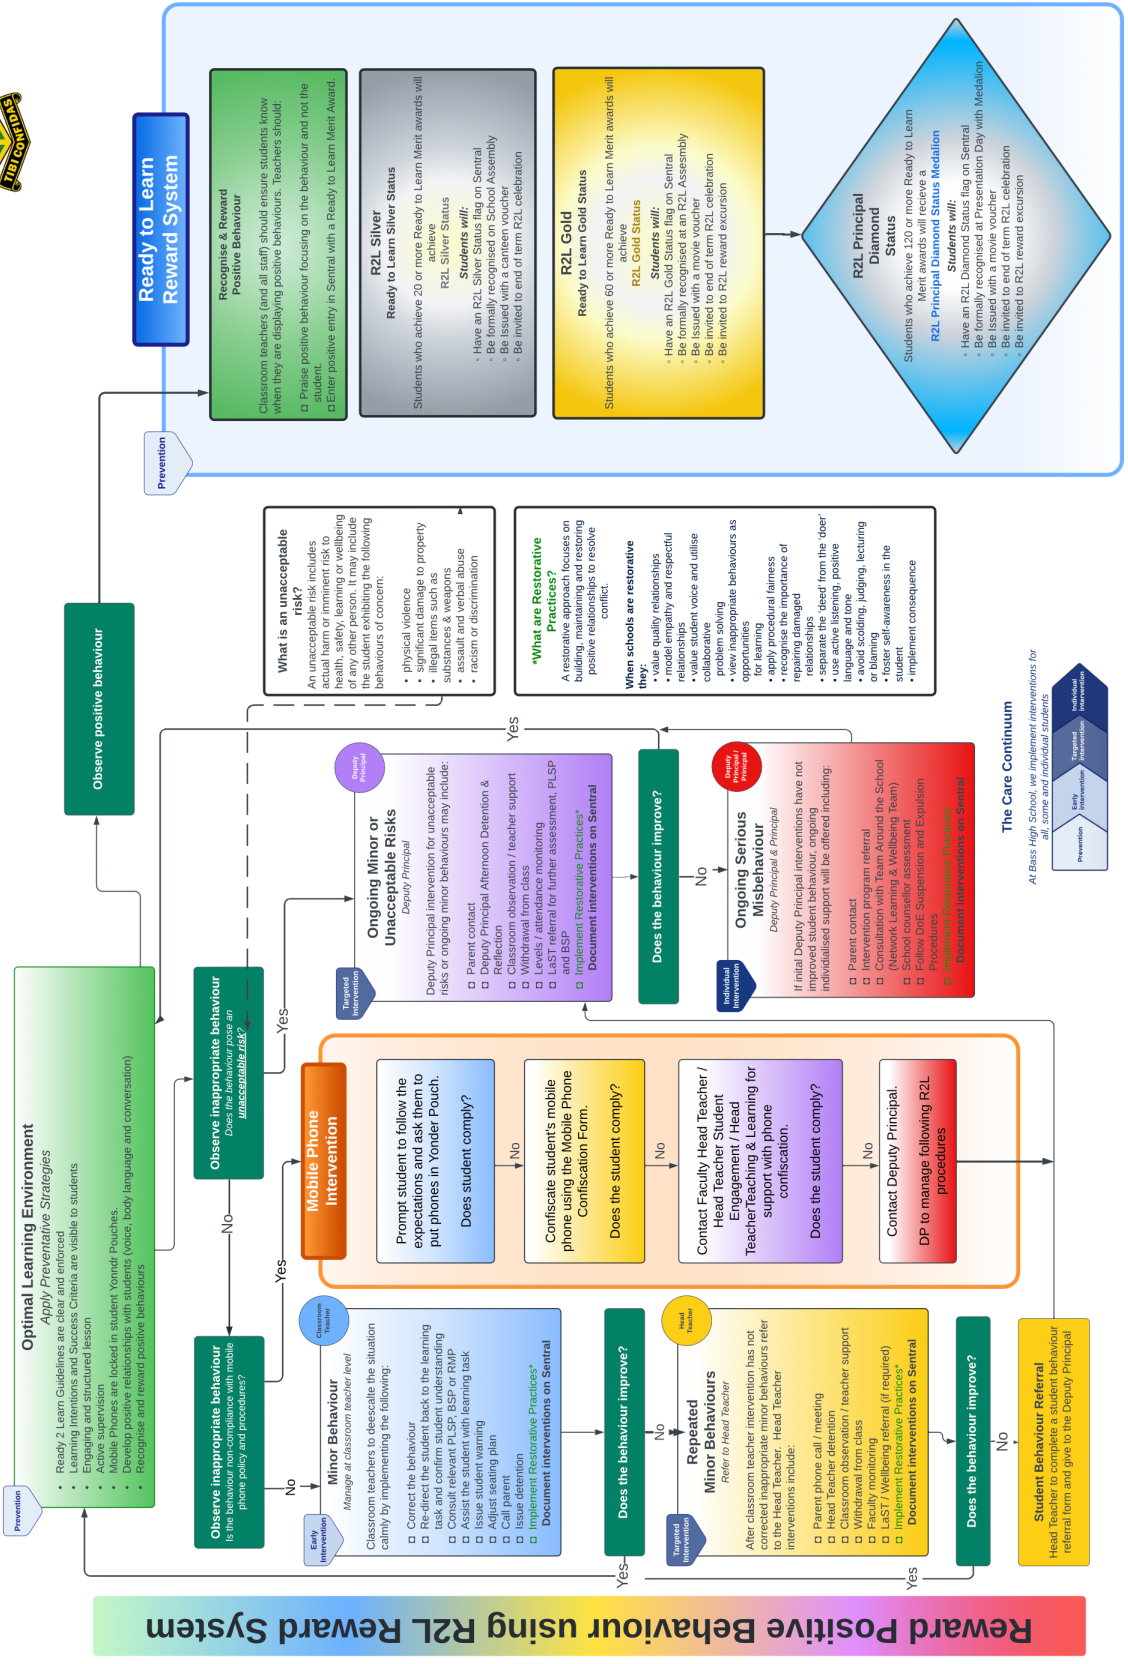 TIBI CONFIDAS
Reward Positive Behaviour using R2L Reward System
Prevention
Optimal Learning Environment
Apply Preventative Strategies
• Ready 2 Learn Guidelines are clear and enforced
• Learning Intentions and Success Criteria are visible to students
• Engaging and structured lesson
• Active supervision
• Mobile Phones are locked in student Yonndr Pouches.
• Develop positive relationships with students (voice, body language and conversation)
• Recognise and reward positive behaviours
Observe positive behaviour
Observe inappropriate behaviour
Does the behaviour pose an
unacceptable risk?
No
Yes
Observe inappropriate behaviour
Is the behaviour non-compliance with mobile
phone policy and procedures?
No
Yes
Early
Intervention
Classroom
Teacher
Minor Behaviour
Manage at classroom teacher level
Classroom teachers to deescalate the situation
calmly by implementing the following:
□ Correct the behaviour
□ Re-direct the student back to the learning
task and confirm student understanding
□ Consult relevant PLSP, BSP or RMP
□ Assist the student with learning task
□ Issue student warning
□ Adjust seating plan
□ Call parent
□ Issue detention
□ Implement Restorative Practices*
Document interventions on Sentral
Does the behaviour improve?
Yes
No
Targeted
Intervention
Head
Teacher
Repeated
Minor Behaviours
Refer to Head Teacher
After classroom teacher intervention has not
corrected inappropriate minor behaviours refer
to the Head Teacher. Head Teacher
interventions include:
□ Parent phone call / meeting
□ Head Teacher detention
□ Classroom observation / teacher support
□ Withdrawal from class
□ Faculty monitoring
□ LaST / Wellbeing referral (if required)
□ Implement Restorative Practices*
Document interventions on Sentral
Does the behaviour improve?
Yes
No
Student Behaviour Referral
Head Teacher to complete a student behaviour
referral form and give to the Deputy Principal
Mobile Phone
Intervention
Prompt student to follow the
expectations and ask them to
put phones in Yonder Pouch.
Does student comply?
No
Confiscate student's mobile
phone using the Mobile Phone
Confiscation Form.
Does the student comply?
No
Contact Faculty Head Teacher /
Head Teacher Student
Engagement / Head
TeacherTeaching & Learning for
support with phone
confiscation.
Does the student comply?
No
Contact Deputy Principal.
DP to manage following R2L
procedures
Targeted
Intervention
Deputy
Principal
Ongoing Minor or
Unacceptable Risks
Deputy Principal
Deputy Principal intervention for unacceptable
risks or ongoing minor behaviours may include:
□ Parent contact
□ Deputy Principal Afternoon Detention &
Reflection
□ Classroom observation / teacher support
□ Withdrawal from class
□ Levels / attendance monitoring
□ LaST referral for further assessment, PLSP
and BSP
□ Implement Restorative Practices*
Document interventions on Sentral
Does the behaviour improve?
Yes
No
Individual
Intervention
Deputy
Principal /
Prinicpal
Ongoing Serious
Misbehaviour
Deputy Principal & Principal
If inital Deputy Principal interventions have not
improved student behaviour, ongoing
individualised support will be offered including:
□ Parent contact
□ Intervention program referral
□ Consultation with Team Around the School
(Network Learning & Wellbeing Team)
□ School counsellor assessment
□ Follow DoE Suspension and Expulsion
Procedures
□ Implement Restorative Practices*
Document interventions on Sentral
What is an unacceptable
risk?
An unacceptable risk includes
actual harm or imminent risk to
health, safety, learning or wellbeing
of any other person. It may include
the student exhibiting the following
behaviours of concern:
• physical violence
• significant damage to property
• illegal items such as
substances & weapons
• assault and verbal abuse
• racism or discrimination
*What are Restorative
Practices?
A restorative approach focuses on
building, maintaining and restoring
positive relationships to resolve
conflict.
When schools are restorative
they:
• value quality relationships
• model empathy and respectful
relationships
• value student voice and utilise
collaborative
problem solving
• view inappropriate behaviours as
opportunities
for learning
• apply procedural fairness
• recognise the importance of
repairing damaged
relationships
• separate the 'deed' from the 'doer'
• use active listening, positive
language and tone
• avoid scolding, judging, lecturing
or blaming
• foster self-awareness in the
student
• implement consequence
The Care Continuum
At Bass High School, we implement interventions for
all, some and individual students
Prevention
Early
Intervention
Targeted
Intervention
Individual
Intervention
Prevention
Ready to Learn
Reward System
Recognise & Reward
Positive Behaviour
Classroom teachers (and all staff) should ensure students know
when they are displaying positive behaviours. Teachers should:
□ Praise positive behaviour focusing on the behaviour and not the
student.
□ Enter positive entry in Sentral with a Ready to Learn Merit Award.
R2L Silver
Ready to Learn Silver Status
Students who achieve 20 or more Ready to Learn Merit awards will
achieve
R2L Silver Status
Students will:
◦ Have an R2L Silver Status flag on Sentral
◦ Be formally recognised on School Assembly
◦ Be Issued with a canteen voucher
◦ Be invited to end of term R2L celebration
R2L Gold
Ready to Learn Gold Status
Students who achieve 60 or more Ready to Learn Merit awards will
achieve
R2L Gold Status
Students will:
◦ Have an R2L Gold Status flag on Sentral
◦ Be formally recognised at an R2L Assesmbly
◦ Be Issued with a movie voucher
◦ Be invited to end of term R2L celebration
◦ Be invited to R2L reward excursion
R2L Principal
Diamond
Status
Students who achieve 120 or more Ready to Learn
Merit awards will recieve a
R2L Principal Diamond Status Medalion
Students will:
◦ Have an R2L Diamond Status flag on Sentral
◦ Be formally recognised at Presentation Day with Medalion
◦ Be Issued with a movie voucher
◦ Be invited to end of term R2L celebration
◦ Be invited to R2L reward excursion